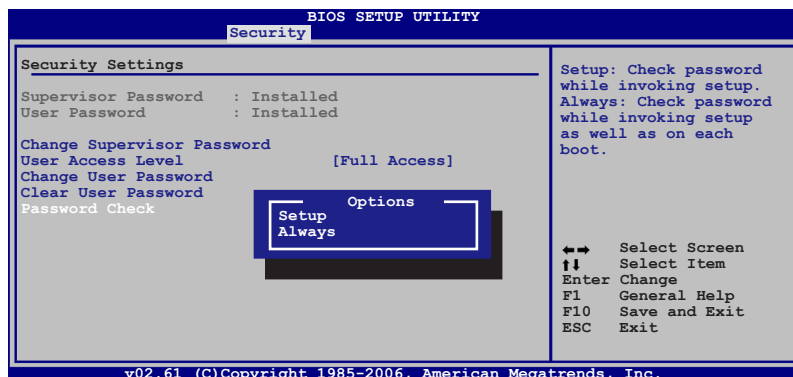 BIOS SETUP UTILITY
Security
Security Settings
Supervisor Password : Installed
User Password : Installed
Change Supervisor Password
User Access Level [Full Access]
Change User Password
Clear User Password
Password Check
Options
Setup
Always
Setup: Check password
while invoking setup.
Always: Check password
while invoking setup
as well as on each
boot.
←→ Select Screen
↑↓ Select Item
Enter Change
F1 General Help
F10 Save and Exit
ESC Exit
v02.61 (C)Copyright 1985-2006, American Megatrends, Inc.